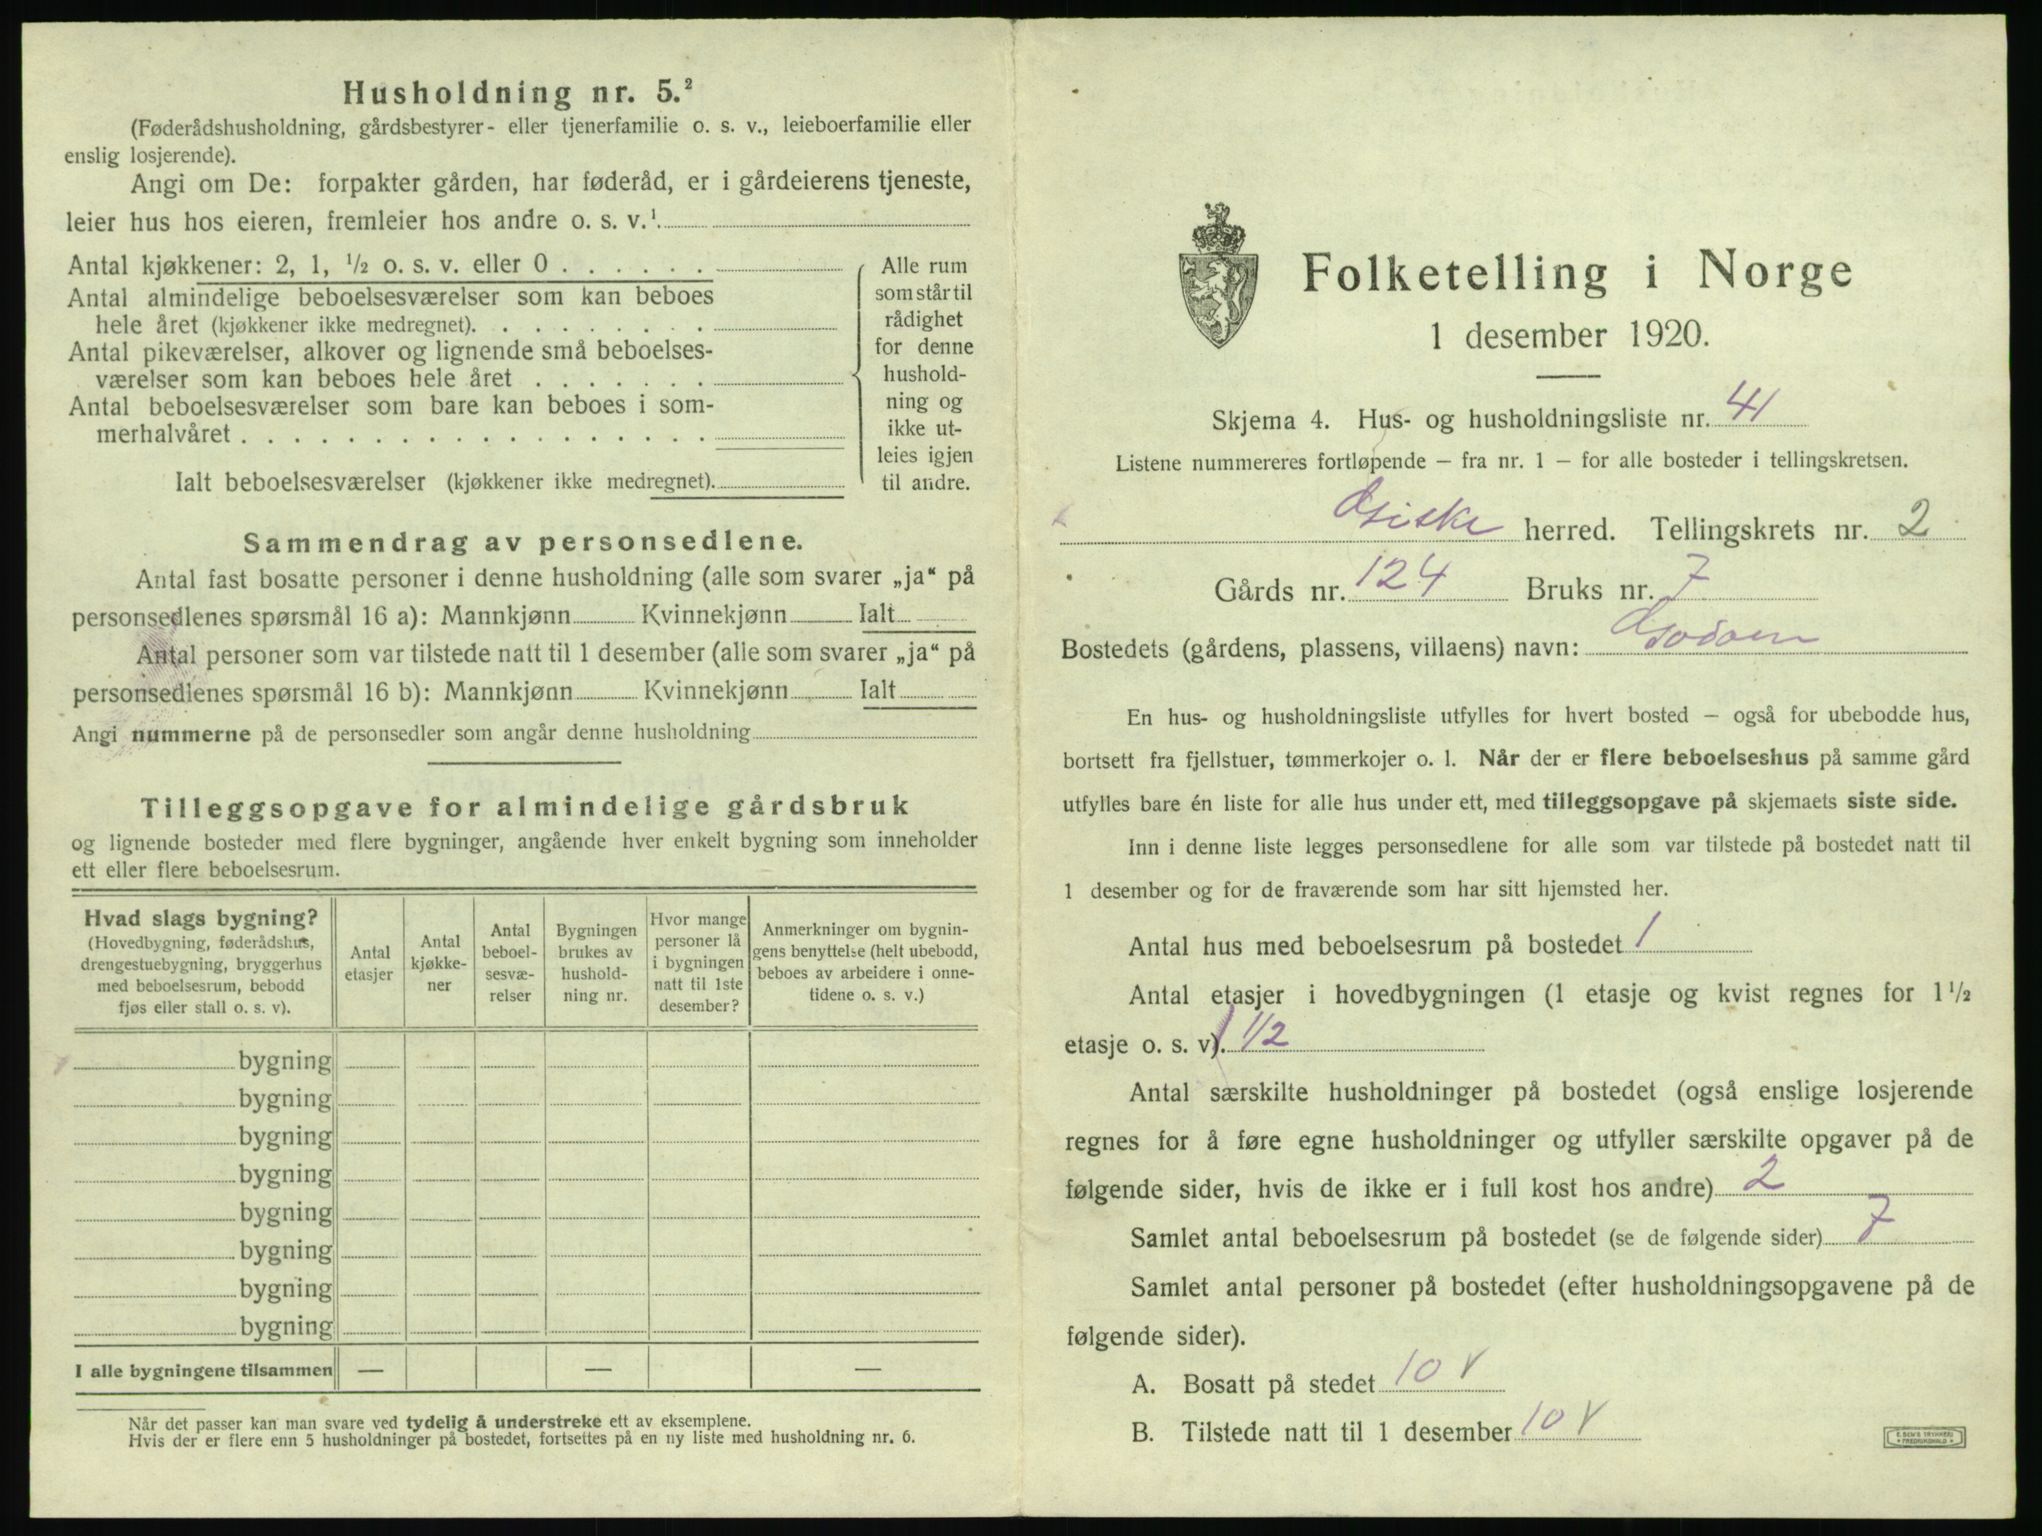 Husholdning nr. 5.²
(Føderådshusholdning, gårdsbestyrer- eller tjenerfamilie o. s. v., leieboerfamilie eller
enslig losjerende).
Angi om De: forpakter gården, har føderåd, er i gårdeierens tjeneste,
leier hus hos eieren, fremleier hos andre o. s. v.¹
Antal kjøkkener: 2, 1, ½ o. s. v. eller 0 . . . . . .
Antal almindelige beboelsesværelser som kan beboes
hele året (kjøkkener ikke medregnet). . . . . . . . .
Antal pikeværelser, alkover og lignende små beboelses-
værelser som kan beboes hele året . . . . . . .
Antal beboelsesværelser som bare kan beboes i som-
merhalvåret . . . . . . . . . . . . . . . . . .
Ialt beboelsesværelser (kjøkkener ikke medregnet).
Alle rum
som står til
rådighet
for denne
hushold-
ning og
ikke ut-
leies igjen
til andre.
Sammendrag av personsedlene.
Antal fast bosatte personer i denne husholdning (alle som svarer „ja“ på
personsedlenes spørsmål 16 a): Mannkjønn Kvinnekjønn Ialt
Antal personer som var tilstede natt til 1 desember (alle som svarer „ja“ på
personsedlenes spørsmål 16 b): Mannkjønn Kvinnekjønn Ialt
Angi nummerne på de personsedler som angår denne husholdning
Tilleggsopgave for almindelige gårdsbruk
og lignende bosteder med flere bygninger, angående hver enkelt bygning som inneholder
ett eller flere beboelsesrum.
Hvad slags bygning?
(Hovedbygning, føderådshus,
drengestuebygning, bryggerhus
med beboelsesrum, bebodd
fjøs eller stall o. s. v).
Antal
etasjer
Antal
kjøkke-
ner
Antal
beboel-
sesvæ-
relser
Bygningen
brukes av
hushold-
ning nr.
Hvor mange
personer lå
i bygningen
natt til 1ste
desember?
Anmerkninger om bygnin-
gens benyttelse (helt ubebodd,
beboes av arbeidere i onne-
tidene o. s. v.)
bygning
bygning
bygning
bygning
bygning
bygning
bygning
bygning
I alle bygningene tilsammen — — —
Når det passer kan man svare ved tydelig å understreke ett av eksemplene.
Hvis der er flere enn 5 husholdninger på bostedet, fortsettes på en ny liste med husholdning nr. 6.
Folketelling i Norge
1 desember 1920.
Skjema 4. Hus- og husholdningsliste nr. 41
Listene nummereres fortløpende – fra nr. 1 – for alle bosteder i tellingskretsen.
Giske herred. Tellingskrets nr. 2
Gårds nr. 124 Bruks nr. 7
Bostedets (gårdens, plassens, villaens) navn: Godøen
En hus- og husholdningsliste utfylles for hvert bosted – også for ubebodde hus,
bortsett fra fjellstuer, tømmerkojer o. l. Når der er flere beboelseshus på samme gård
utfylles bare én liste for alle hus under ett, med tilleggsopgave på skjemaets siste side.
Inn i denne liste legges personsedlene for alle som var tilstede på bostedet natt til
1 desember og for de fraværende som har sitt hjemsted her.
Antal hus med beboelsesrum på bostedet 1
Antal etasjer i hovedbygningen (1 etasje og kvist regnes for 1½
etasje o. s. v). 1 1/2
Antal særskilte husholdninger på bostedet (også enslige losjerende
regnes for å føre egne husholdninger og utfyller særskilte opgaver på de
følgende sider, hvis de ikke er i full kost hos andre) 2
Samlet antal beboelsesrum på bostedet (se de følgende sider) 7
Samlet antal personer på bostedet (efter husholdningsopgavene på de
følgende sider).
A. Bosatt på stedet 10 V
B. Tilstede natt til 1 desember 10 V